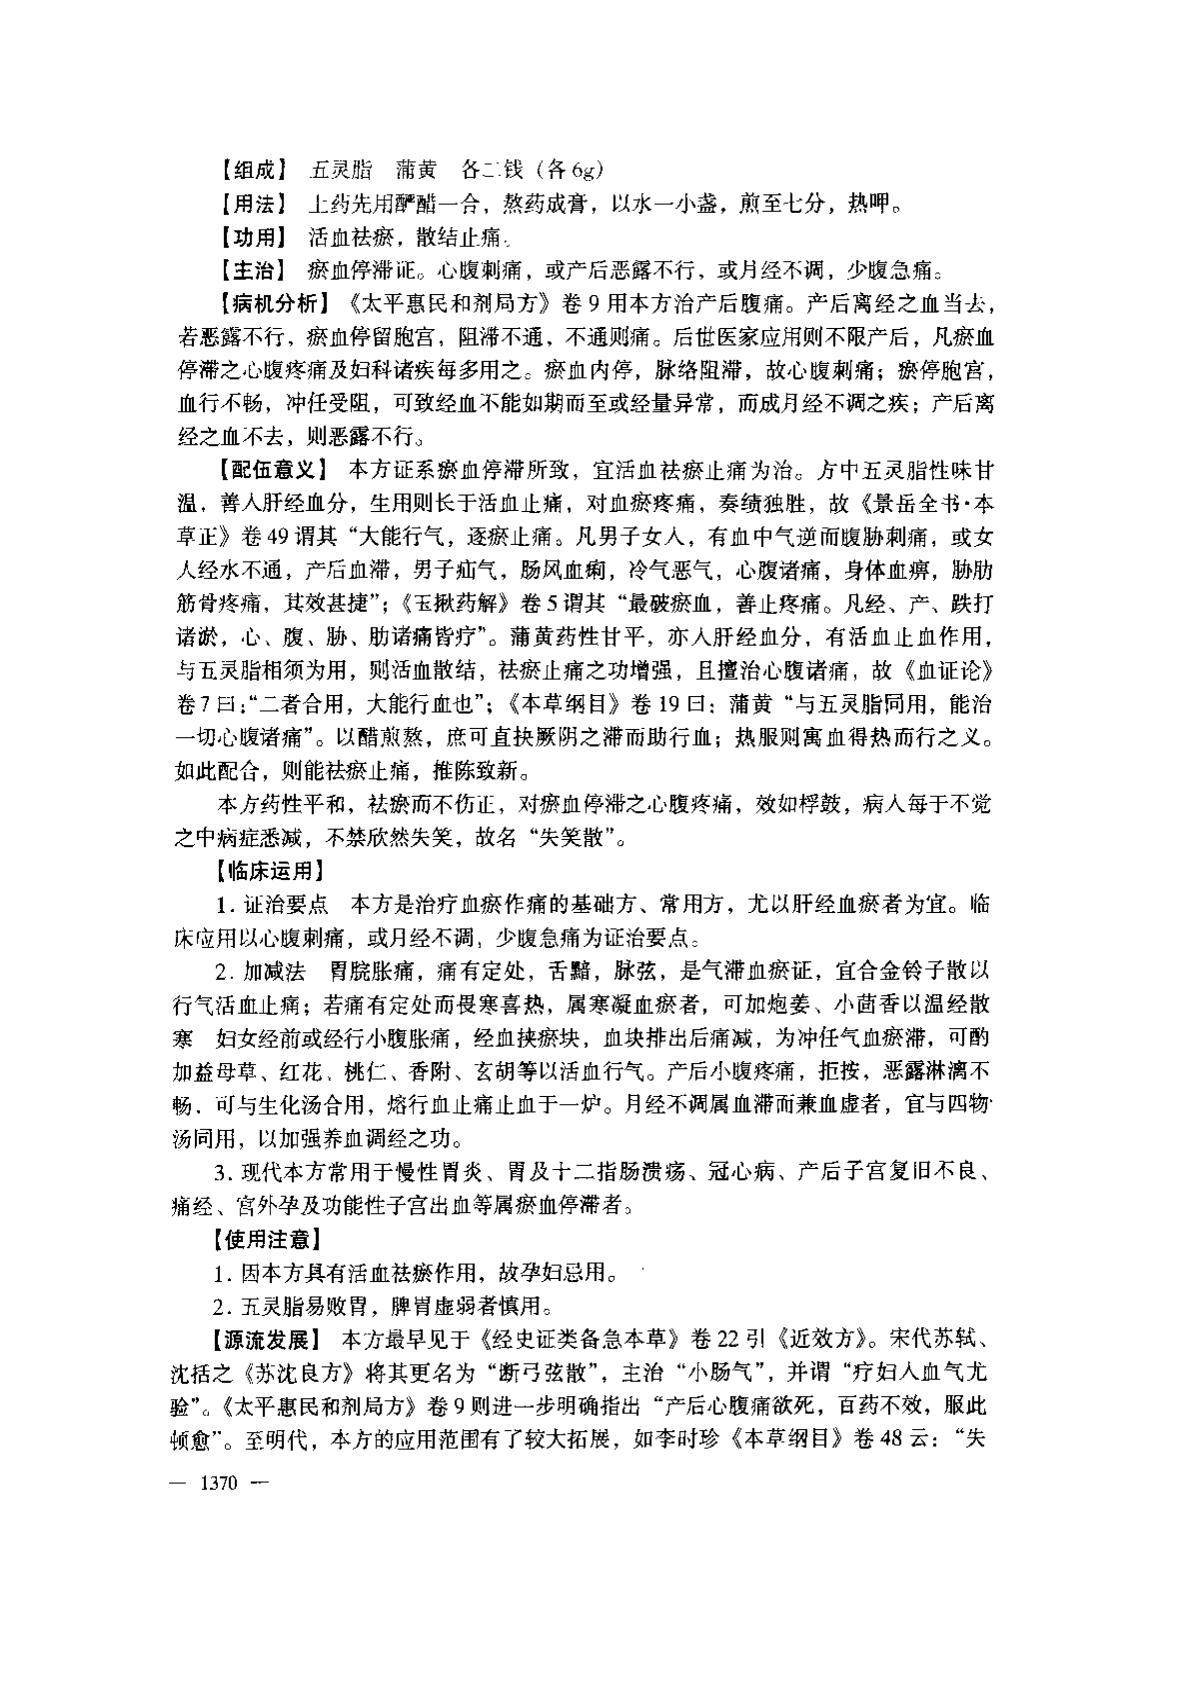 【组成】 五灵脂 蒲黄 各二钱（各6g）
【用法】 上药先用酽醋一合，熬药成膏，以水一小盏，煎至七分，热呷。
【功用】 活血祛瘀，散结止痛。
【主治】 瘀血停滞证。心腹刺痛，或产后恶露不行，或月经不调，少腹急痛。
【病机分析】《太平惠民和剂局方》卷9用本方治产后腹痛。产后离经之血当去，
若恶露不行，瘀血停留胞宫，阻滞不通，不通则痛。后世医家应用则不限产后，凡瘀血
停滞之心腹疼痛及妇科诸疾每多用之。瘀血内停，脉络阻滞，故心腹刺痛；瘀停胞宫，
血行不畅，冲任受阻，可致经血不能如期而至或经量异常，而成月经不调之疾；产后离
经之血不去，则恶露不行。
【配伍意义】 本方证系瘀血停滞所致，宜活血祛瘀止痛为治。方中五灵脂性味甘
温，善入肝经血分，生用则长于活血止痛，对血瘀疼痛，奏绩独胜，故《景岳全书·本
草正》卷49谓其“大能行气，逐瘀止痛。凡男子女人，有血中气逆而腹胁刺痛，或女
人经水不通，产后血滞，男子疝气，肠风血痢，冷气恶气，心腹诸痛，身体血痹，胁肋
筋骨疼痛，其效甚捷”；《玉揪药解》卷5谓其“最破瘀血，善止疼痛。凡经、产、跌打
诸淤，心、腹、胁、肋诸痛皆疗”。蒲黄药性甘平，亦入肝经血分，有活血止血作用，
与五灵脂相须为用，则活血散结，祛瘀止痛之功增强，且擅治心腹诸痛，故《血证论》
卷7曰：“二者合用，大能行血也”；《本草纲目》卷19曰：蒲黄“与五灵脂同用，能治
一切心腹诸痛”。以醋煎熬，庶可直抉厥阴之滞而助行血；热服则寓血得热而行之义。
如此配合，则能祛瘀止痛，推陈致新。
本方药性平和，祛瘀而不伤正，对瘀血停滞之心腹疼痛，效如桴鼓，病人每于不觉
之中病症悉减，不禁欣然失笑，故名“失笑散”。
【临床运用】
1. 证治要点 本方是治疗血瘀作痛的基础方、常用方，尤以肝经血瘀者为宜。临
床应用以心腹刺痛，或月经不调，少腹急痛为证治要点。
2. 加减法 胃脘胀痛，痛有定处，舌黯，脉弦，是气滞血瘀证，宜合金铃子散以
行气活血止痛；若痛有定处而畏寒喜热，属寒凝血瘀者，可加炮姜、小茴香以温经散
寒 妇女经前或经行小腹胀痛，经血挟瘀块，血块排出后痛减，为冲任气血瘀滞，可酌
加益母草、红花、桃仁、香附、玄胡等以活血行气。产后小腹疼痛，拒按，恶露淋漓不
畅，可与生化汤合用，熔行血止痛止血于一炉。月经不调属血滞而兼血虚者，宜与四物
汤同用，以加强养血调经之功。
3. 现代本方常用于慢性胃炎、胃及十二指肠溃疡、冠心病、产后子宫复旧不良、
痛经、宫外孕及功能性子宫出血等属瘀血停滞者。
【使用注意】
1. 因本方具有活血祛瘀作用，故孕妇忌用。
2. 五灵脂易败胃，脾胃虚弱者慎用。
【源流发展】 本方最早见于《经史证类备急本草》卷22引《近效方》。宋代苏轼、
沈括之《苏沈良方》将其更名为“断弓弦散”，主治“小肠气”，并谓“疗妇人血气尤
验”。《太平惠民和剂局方》卷9则进一步明确指出“产后心腹痛欲死，百药不效，服此
顿愈”。至明代，本方的应用范围有了较大拓展，如李时珍《本草纲目》卷48云：“失
— 1370 —